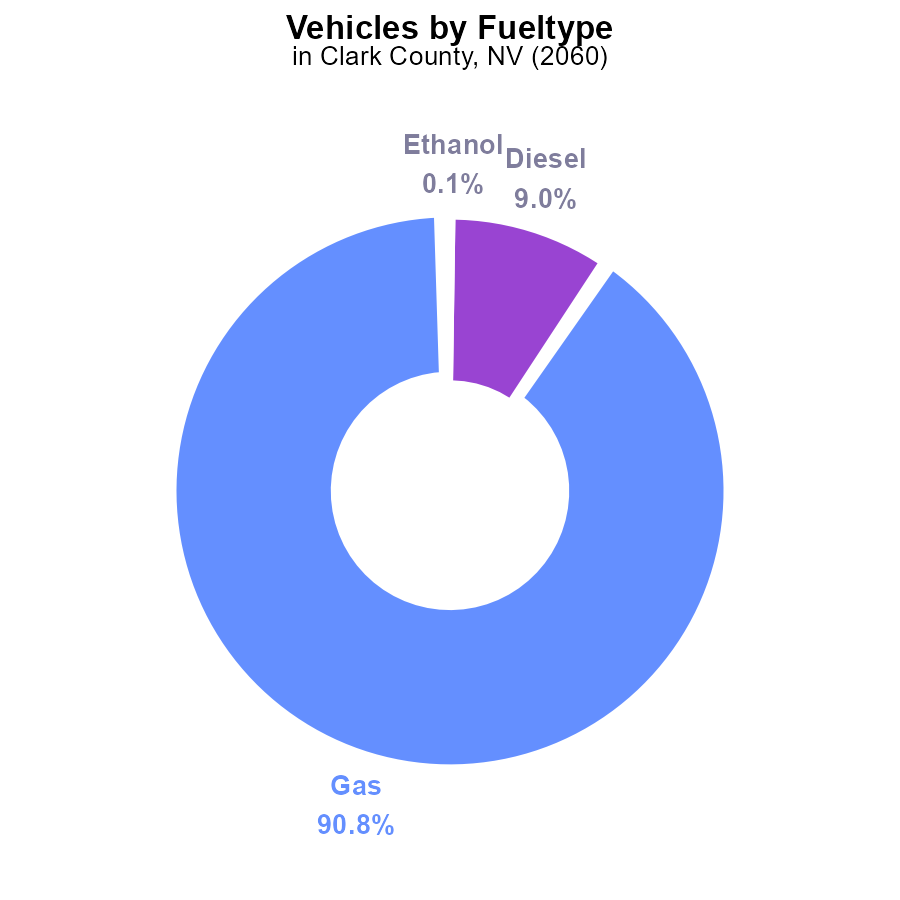 Vehicles by Fueltype
in Clark County, NV (2060)
Ethanol
0.1%
Diesel
9.0%
Gas
90.8%